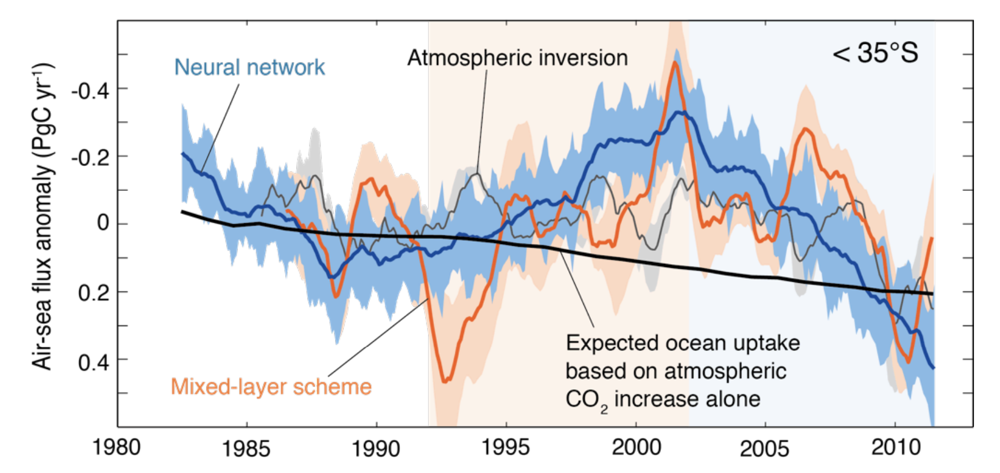 < 35°S
Neural network
Atmospheric inversion
Air-sea flux anomaly (PgC yr⁻¹)
-0.4
-0.2
0
0.2
0.4
Expected ocean uptake
based on atmospheric
CO₂ increase alone
Mixed-layer scheme
1980 1985 1990 1995 2000 2005 2010